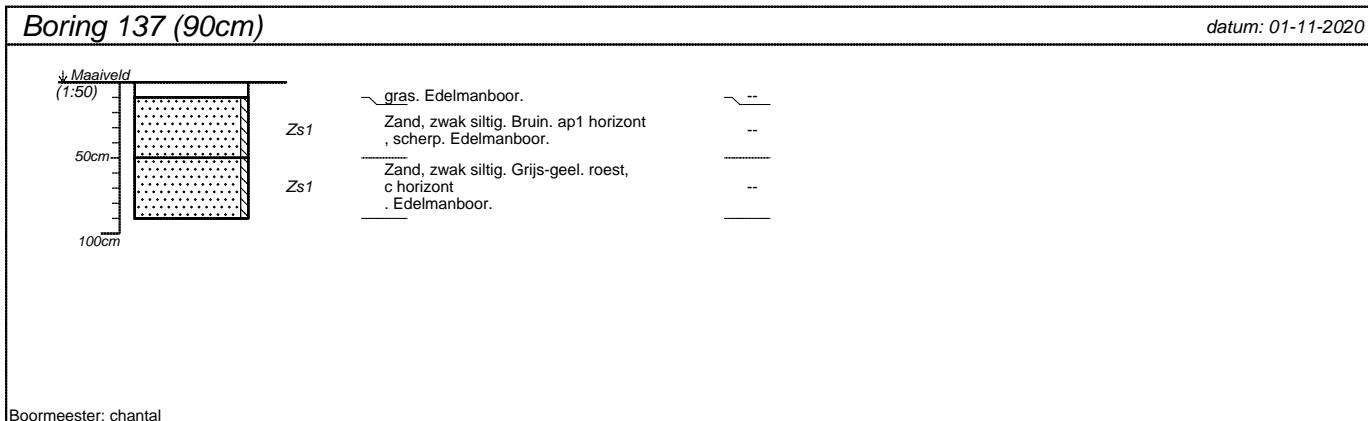 Boring 137 (90cm)
datum: 01-11-2020
Maaiveld
(1:50)
gras. Edelmanboor.
--
Zs1
Zand, zwak siltig. Bruin. ap1 horizont
, scherp. Edelmanboor.
--
50cm
Zs1
Zand, zwak siltig. Grijs-geel. roest,
c horizont
. Edelmanboor.
--
100cm
Boormeester: chantal